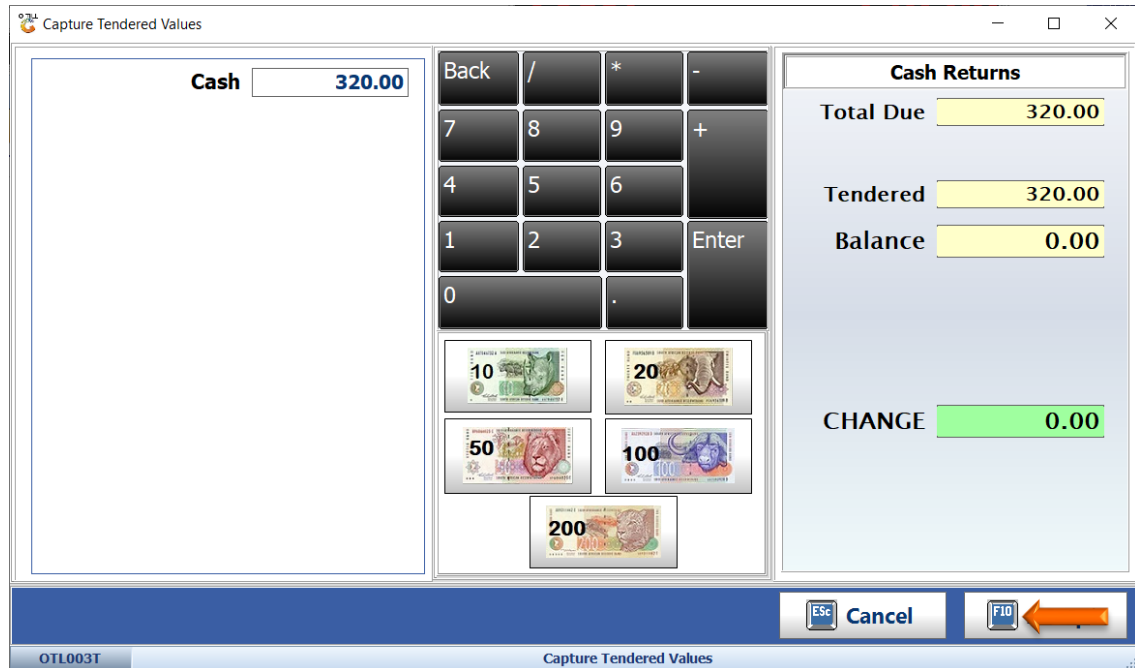 Capture Tendered Values
Cash 320.00
Back / * -
7 8 9 +
4 5 6
1 2 3 Enter
0 .
10 20
50 100
200
Cash Returns
Total Due 320.00
Tendered 320.00
Balance 0.00
CHANGE 0.00
ESc Cancel
F10
OTL003T
Capture Tendered Values